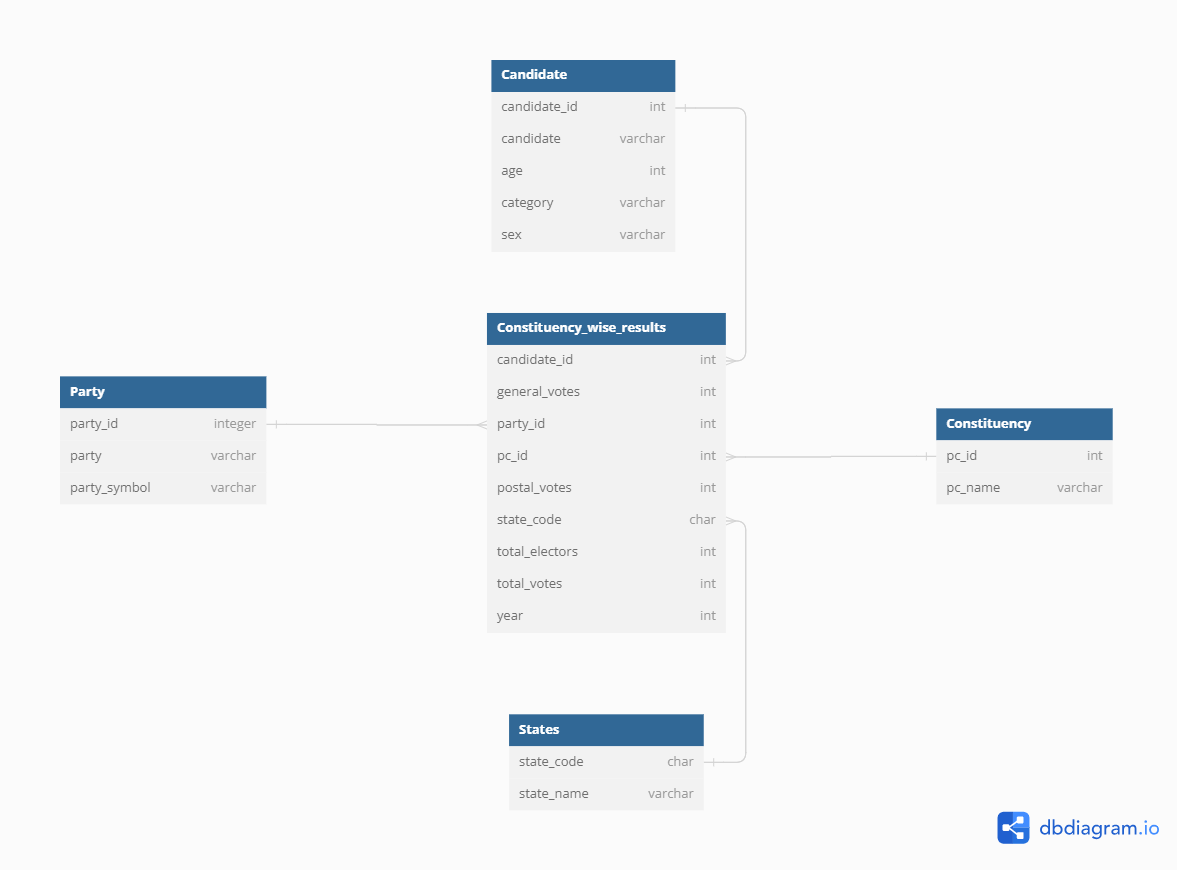 Candidate
candidate_id int
candidate varchar
age int
category varchar
sex varchar
Constituency_wise_results
candidate_id int
general_votes int
party_id int
pc_id int
postal_votes int
state_code char
total_electors int
total_votes int
year int
Party
party_id integer
party varchar
party_symbol varchar
Constituency
pc_id int
pc_name varchar
States
state_code char
state_name varchar
dbdiagram.io